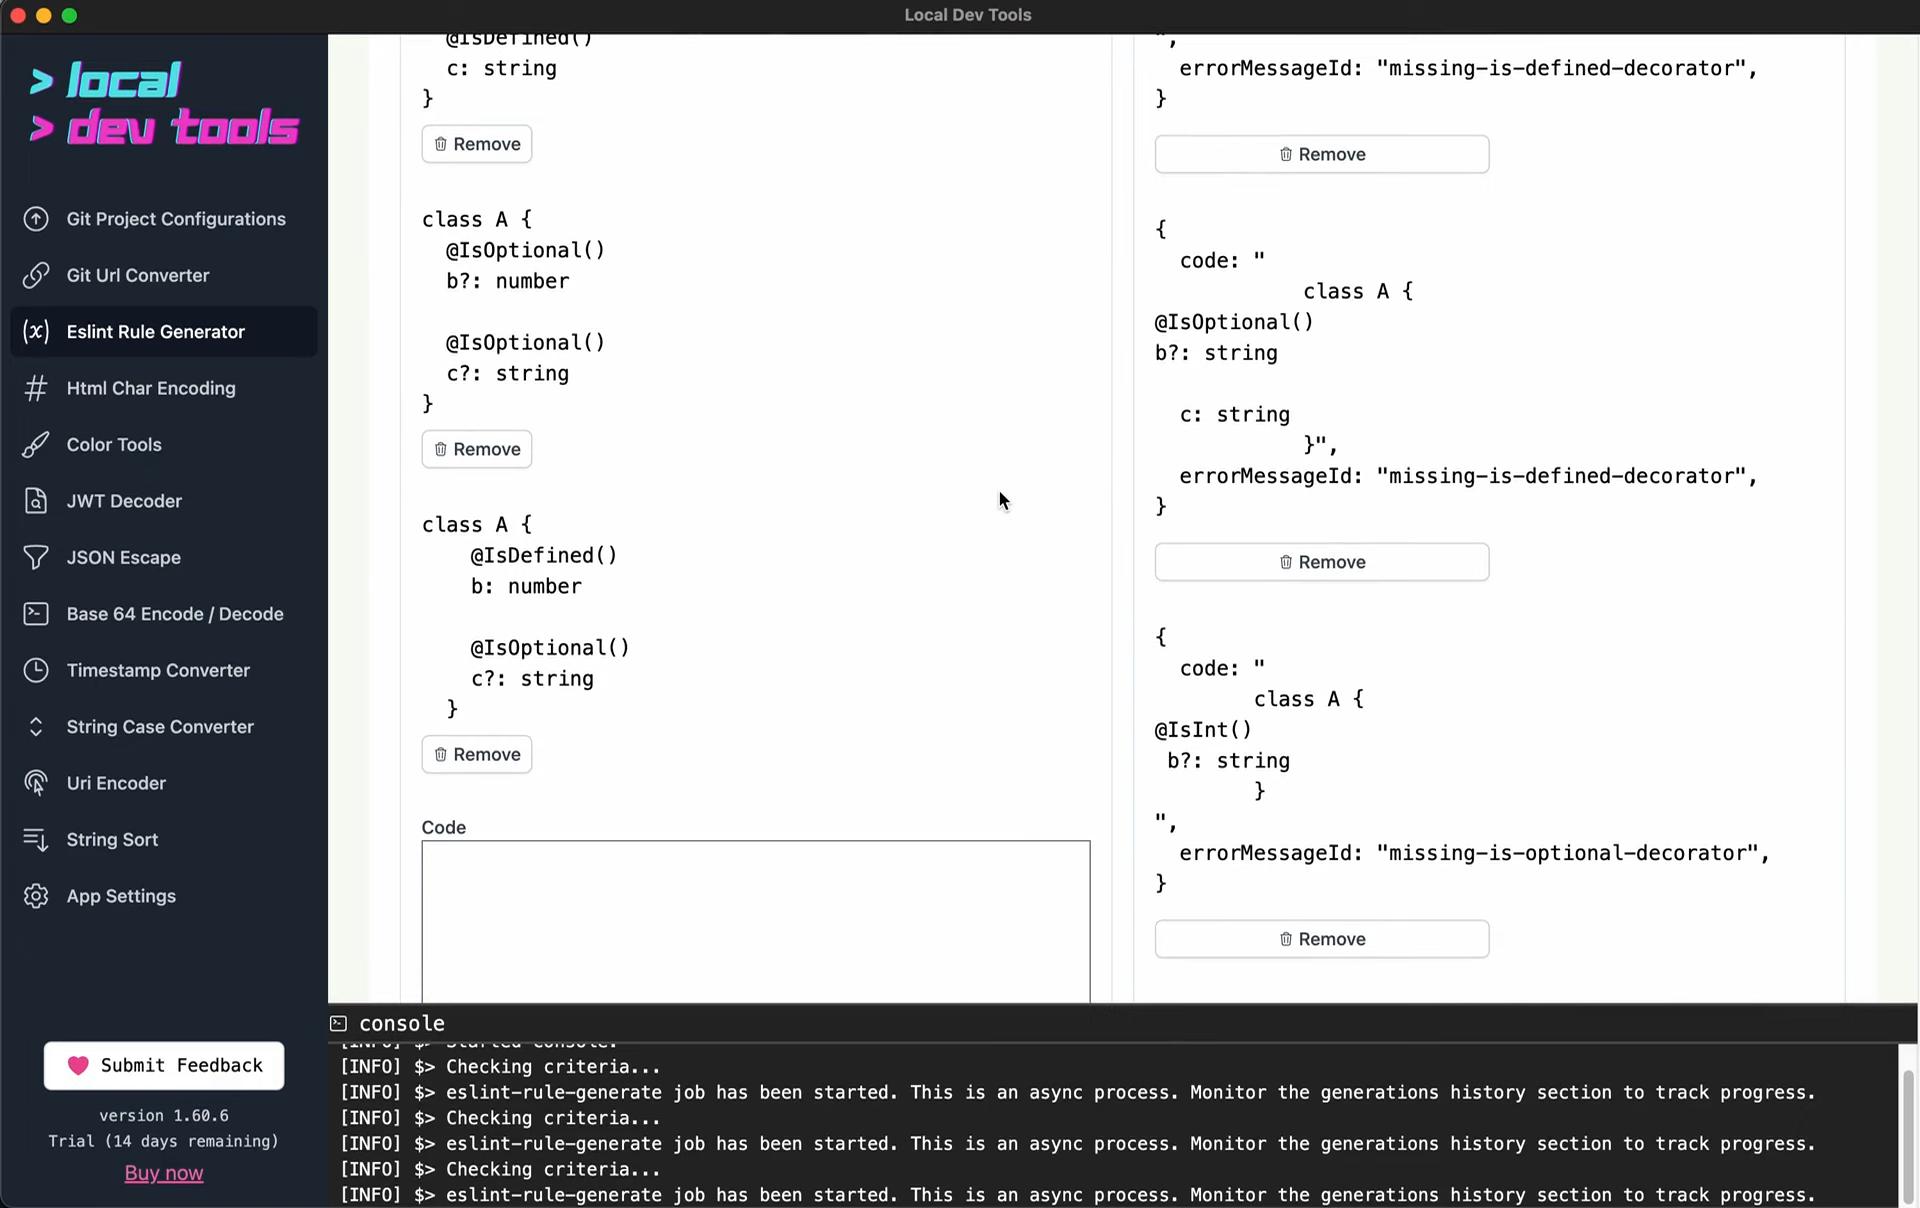 Local Dev Tools
> local
> dev tools
Git Project Configurations
Git Url Converter
Eslint Rule Generator
Html Char Encoding
Color Tools
JWT Decoder
JSON Escape
Base 64 Encode / Decode
Timestamp Converter
String Case Converter
Uri Encoder
String Sort
App Settings
Submit Feedback
version 1.60.6
Trial (14 days remaining)
Buy now
@IsDefined()
c: string
}
Remove
class A {
@IsOptional()
b?: number
@IsOptional()
c?: string
}
Remove
class A {
@IsDefined()
b: number
@IsOptional()
c?: string
}
Remove
Code
",
errorMessageId: "missing-is-defined-decorator",
}
Remove
{
code: "
class A {
@IsOptional()
b?: string
c: string
}",
errorMessageId: "missing-is-defined-decorator",
}
Remove
{
code: "
class A {
@IsInt()
b?: string
}
",
errorMessageId: "missing-is-optional-decorator",
}
Remove
console
[INFO] $> Started console.
[INFO] $> Checking criteria...
[INFO] $> eslint-rule-generate job has been started. This is an async process. Monitor the generations history section to track progress.
[INFO] $> Checking criteria...
[INFO] $> eslint-rule-generate job has been started. This is an async process. Monitor the generations history section to track progress.
[INFO] $> Checking criteria...
[INFO] $> eslint-rule-generate job has been started. This is an async process. Monitor the generations history section to track progress.